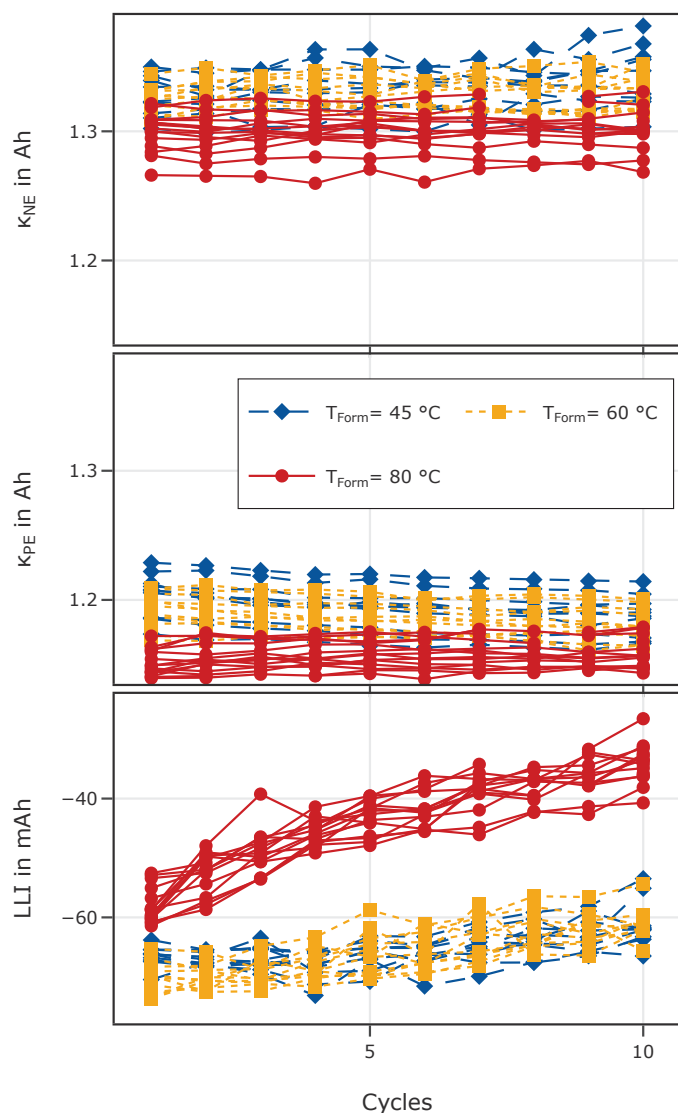 1.3
1.2
κNE in Ah
TForm= 45 °C
TForm= 60 °C
TForm= 80 °C
1.3
1.2
κPE in Ah
−40
−60
LLI in mAh
5
10
Cycles